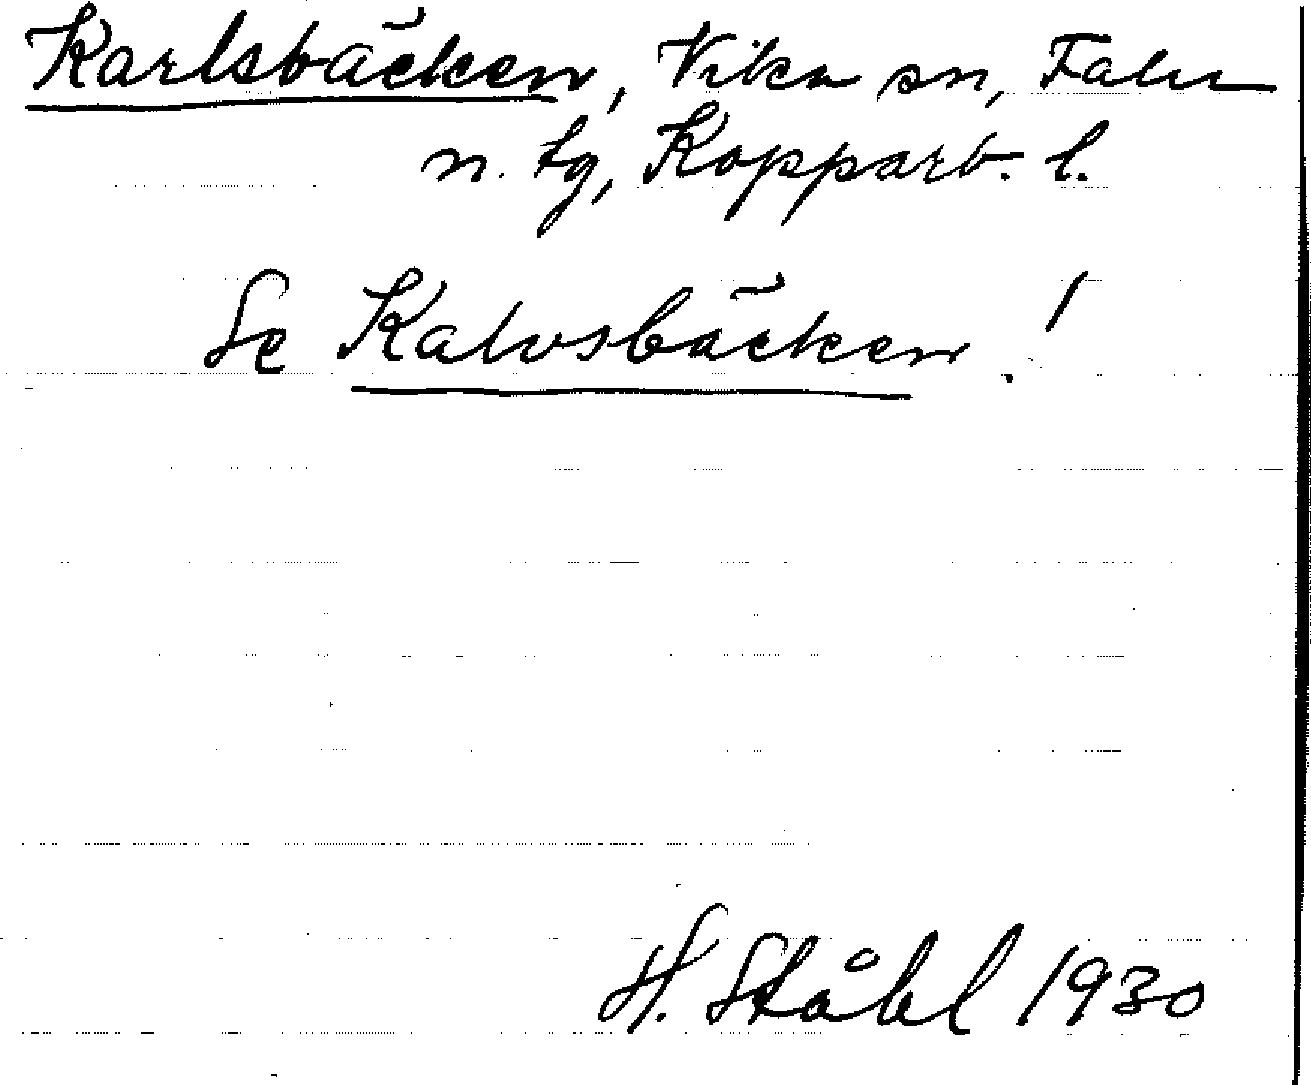 Karlsbäcken, Vika sn, Falu
n. tg, Kopparb. l.
Se Kalvsbäcken!
H. Ståhl 1930